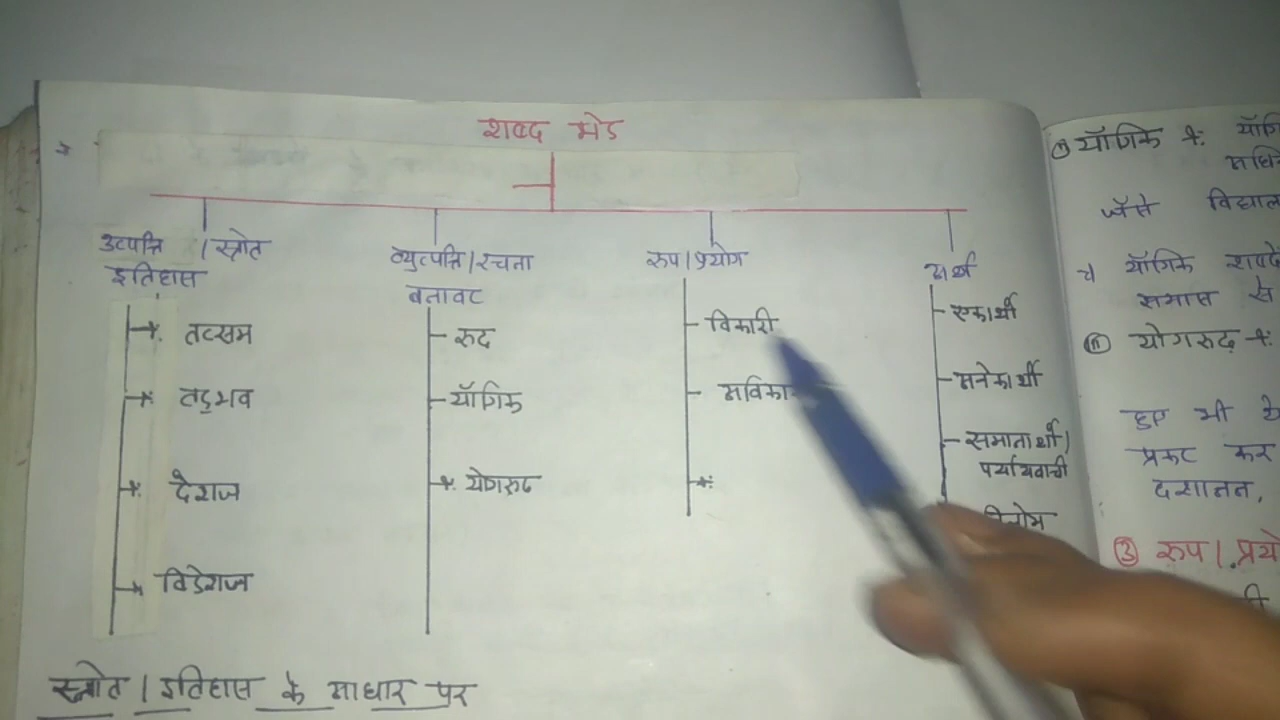 शब्द भेद
उत्पत्ति / स्त्रोत
इतिहास
तत्सम
तद्भव
देशज
विदेशज
व्युत्पत्ति / रचना
बनावट
रुढ
यौगिक
योगरुढ
रुप / प्रयोग
विकारी
अर्थ
एकार्थी
अनेकार्थी
समानार्थी /
पर्यायवाची
विलोम
स्त्रोत / इतिहास के आधार पर
यौगिक
जैसे
यौगिक
समास से
योगरुढ़
हुए भी
प्रकट कर
दशानन,
③ रुप /